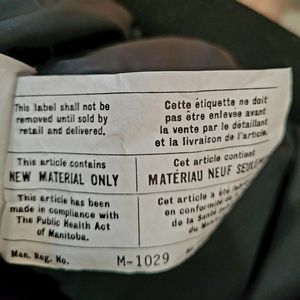 This label shall not be
removed until sold by
retail and delivered.
Cette étiquette ne doit
pas être enlevée avant
la vente par le détaillant
et la livraison de l'article.
This article contains
NEW MATERIAL ONLY
Cet article contient
MATÉRIAU NEUF
This article has been
made in compliance with
The Public Health Act
of Manitoba.
Cet article a été
en conformité
de la
du
Man. Reg. No.
M-1029